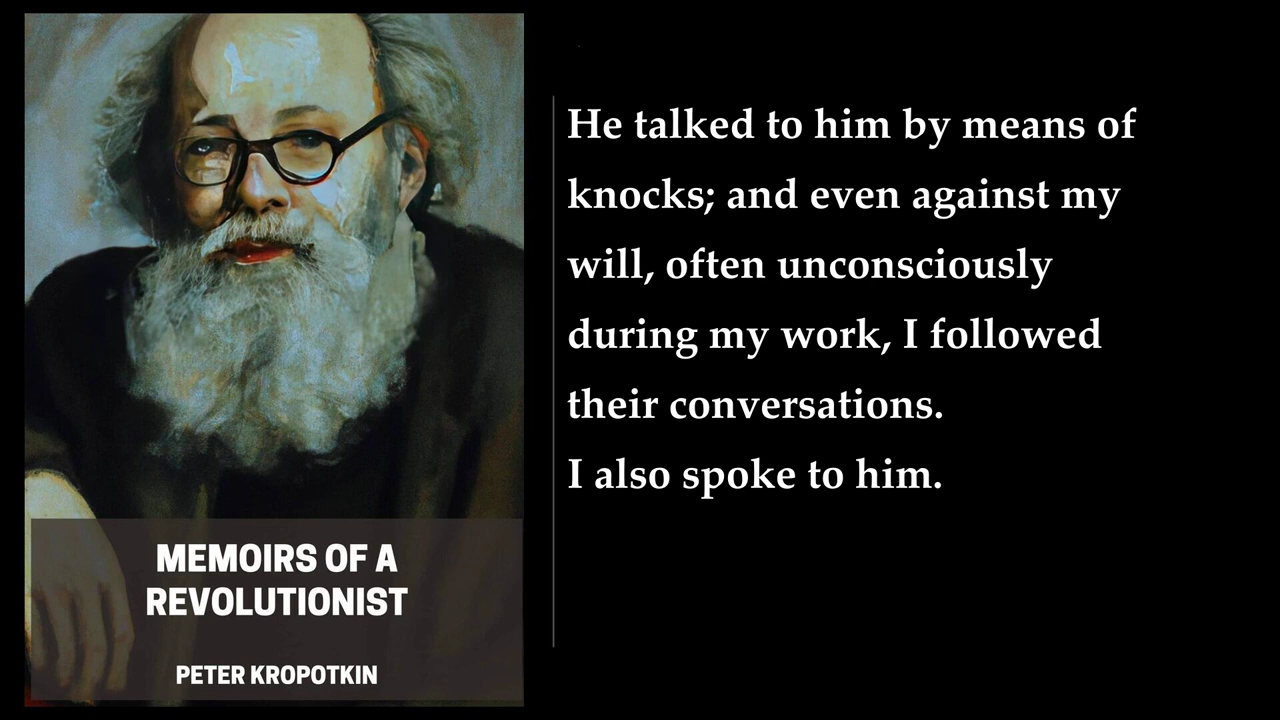 He talked to him by means of
knocks; and even against my
will, often unconsciously
during my work, I followed
their conversations.
I also spoke to him.
MEMOIRS OF A
REVOLUTIONIST
PETER KROPOTKIN